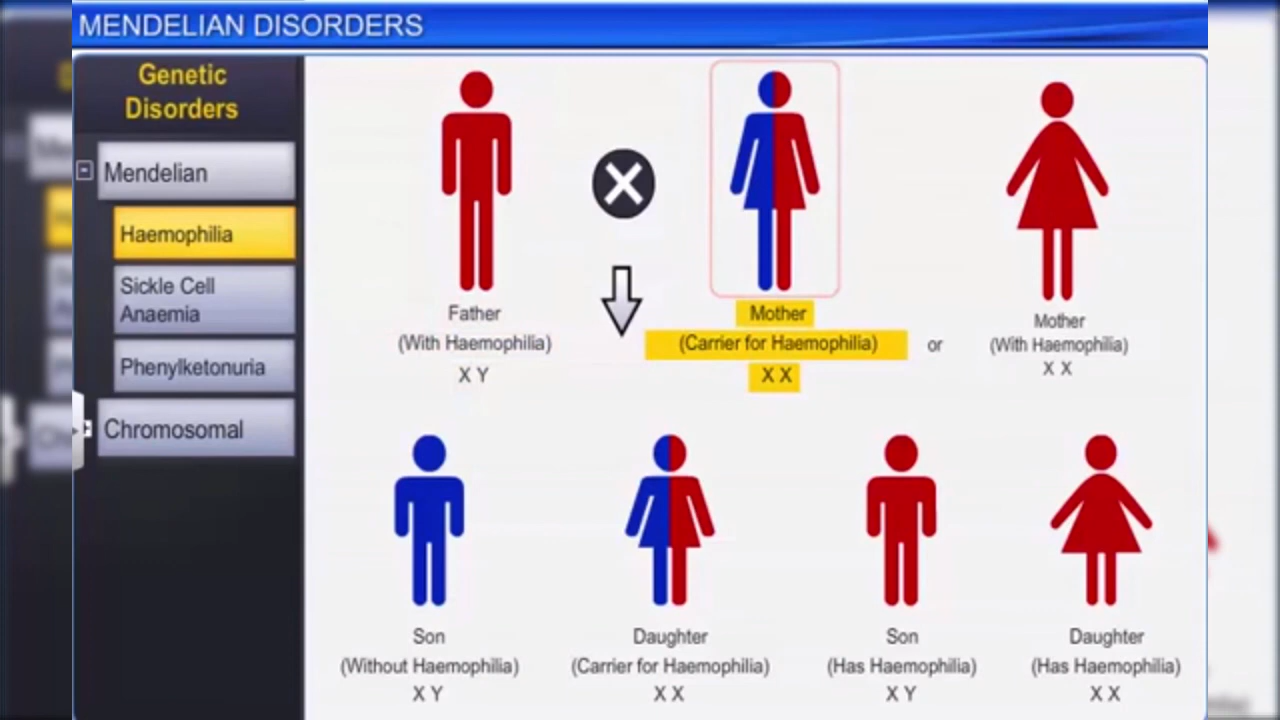 MENDELIAN DISORDERS
Genetic
Disorders
Mendelian
Haemophilia
Sickle Cell
Anaemia
Phenylketonuria
Chromosomal
Father
(With Haemophilia)
X Y
Mother
(Carrier for Haemophilia)
X X
or
Mother
(With Haemophilia)
X X
Son
(Without Haemophilia)
X Y
Daughter
(Carrier for Haemophilia)
X X
Son
(Has Haemophilia)
X Y
Daughter
(Has Haemophilia)
X X